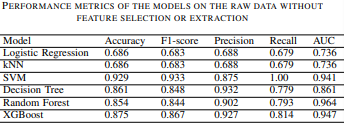 PERFORMANCE METRICS OF THE MODELS ON THE RAW DATA WITHOUT
FEATURE SELECTION OR EXTRACTION
Model Accuracy F1-score Precision Recall AUC
Logistic Regression 0.686 0.683 0.688 0.679 0.736
kNN 0.686 0.683 0.688 0.679 0.736
SVM 0.929 0.933 0.875 1.00 0.941
Decision Tree 0.861 0.848 0.932 0.779 0.861
Random Forest 0.854 0.844 0.902 0.793 0.964
XGBoost 0.875 0.867 0.927 0.814 0.947